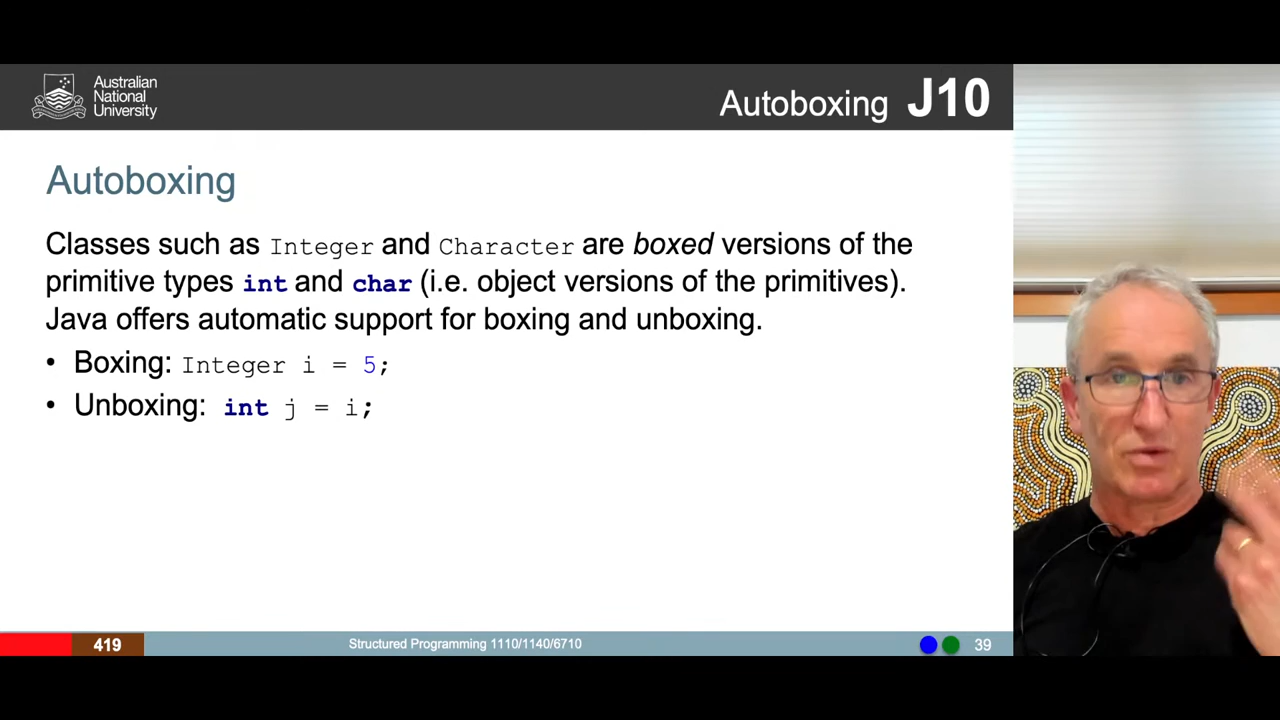 Australian
National
University
Autoboxing J10
Autoboxing
Classes such as Integer and Character are boxed versions of the
primitive types int and char (i.e. object versions of the primitives).
Java offers automatic support for boxing and unboxing.
• Boxing: Integer i = 5;
• Unboxing: int j = i;
419
Structured Programming 1110/1140/6710
39